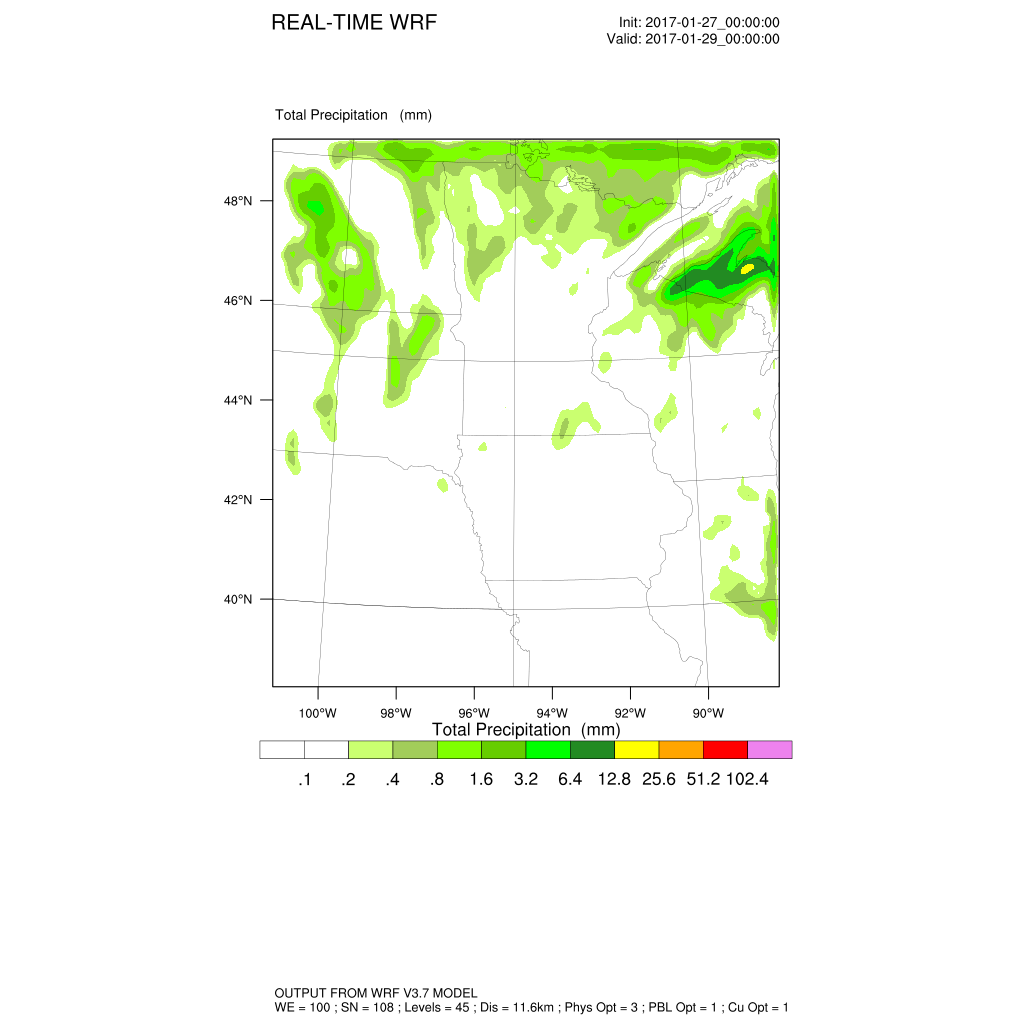 REAL-TIME WRF
Init: 2017-01-27_00:00:00
Valid: 2017-01-29_00:00:00
Total Precipitation (mm)
48°N
46°N
44°N
42°N
40°N
100°W 98°W 96°W 94°W 92°W 90°W
Total Precipitation (mm)
.1 .2 .4 .8 1.6 3.2 6.4 12.8 25.6 51.2 102.4
OUTPUT FROM WRF V3.7 MODEL
WE = 100 ; SN = 108 ; Levels = 45 ; Dis = 11.6km ; Phys Opt = 3 ; PBL Opt = 1 ; Cu Opt = 1